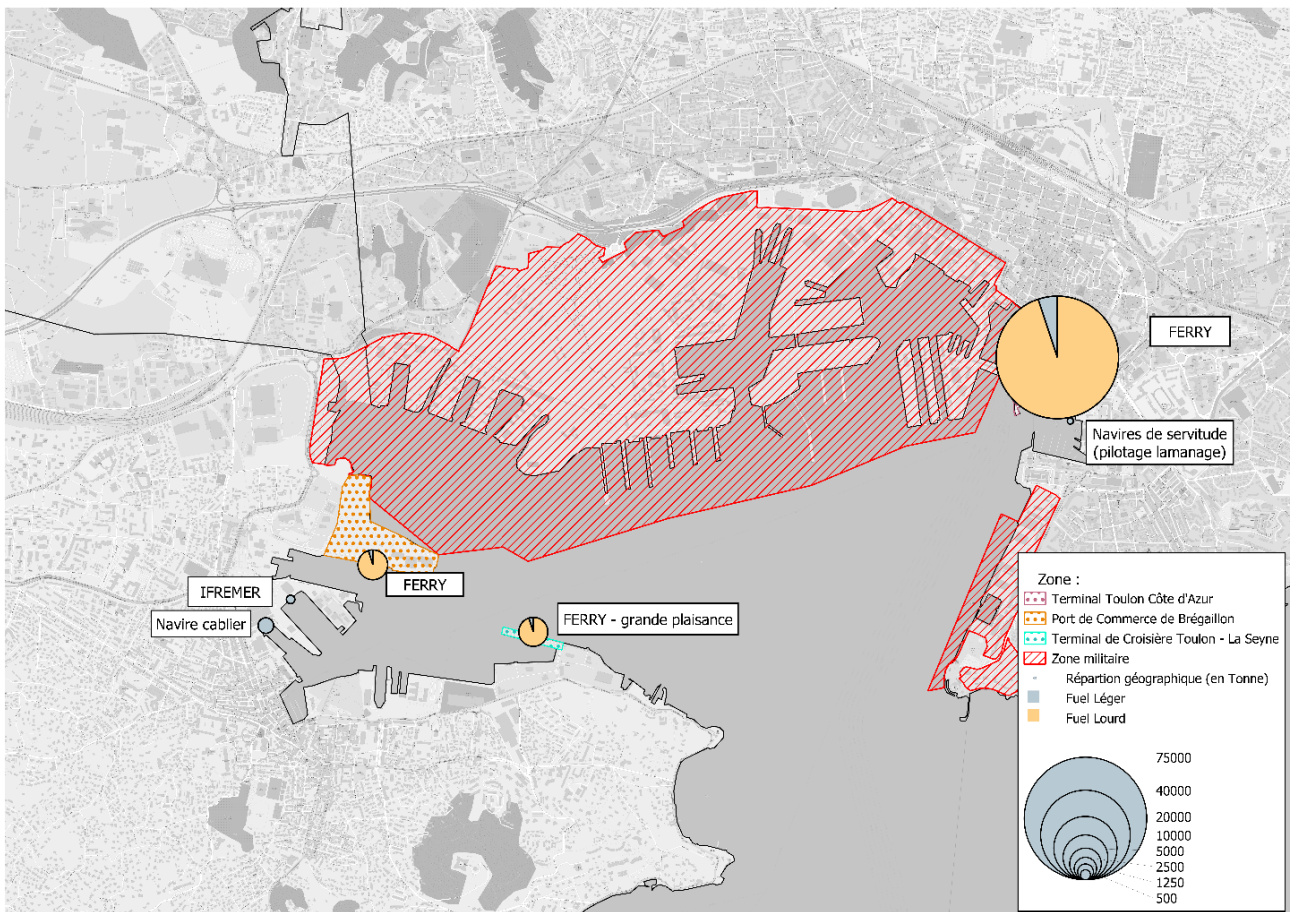 FERRY
Navires de servitude
(pilotage lamanage)
FERRY
IFREMER
Navire cablier
FERRY - grande plaisance
Zone :
Terminal Toulon Côte d'Azur
Port de Commerce de Brégaillon
Terminal de Croisière Toulon - La Seyne
Zone militaire
Répartion géographique (en Tonne)
Fuel Léger
Fuel Lourd
75000
40000
20000
10000
5000
2500
1250
500